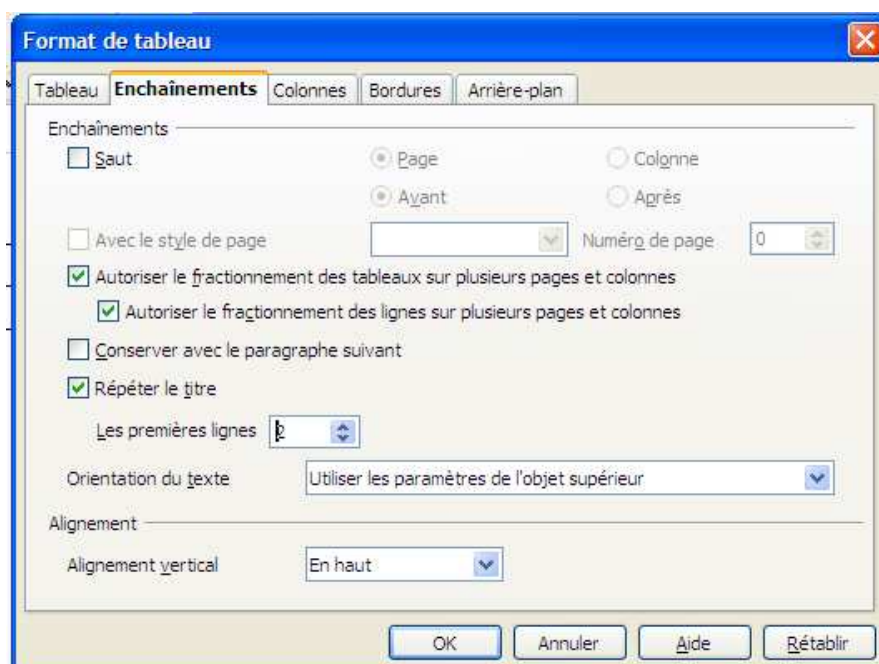 Format de tableau
Tableau Enchaînements Colonnes Bordures Arrière-plan
Enchaînements
Saut Page Colonne
Avant Après
Avec le style de page Numéro de page 0
Autoriser le fractionnement des tableaux sur plusieurs pages et colonnes
Autoriser le fractionnement des lignes sur plusieurs pages et colonnes
Conserver avec le paragraphe suivant
Répéter le titre
Les premières lignes 2
Orientation du texte Utiliser les paramètres de l'objet supérieur
Alignement
Alignement vertical En haut
OK Annuler Aide Rétablir